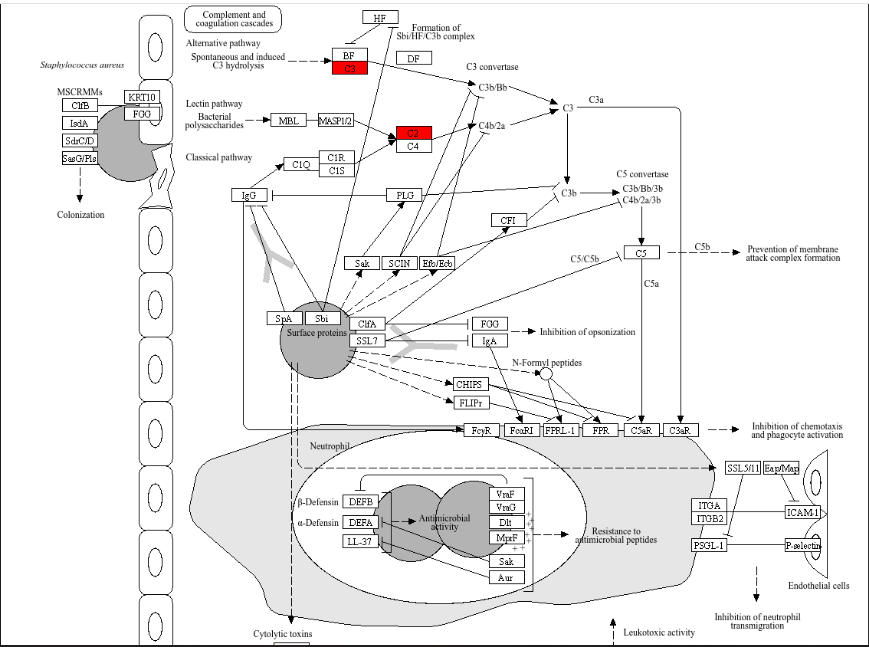 Complement and
coagulation cascades
HF
Formation of
Sbi/HF/C3b complex
Alternative pathway
Spontaneous and induced
C3 hydrolysis
BF
C3
DF
C3 convertase
C3b/Bb
Staphylococcus aureus
MSCRMMs
ClfB
KRT10
FGG
IsdA
SdrC/D
SasG/Pls
Colonization
Lectin pathway
Bacterial
polysaccharides
MBL
MASP1/2
C2
C4
C4b/2a
C3
C3a
Classical pathway
C1Q
C1R
C1S
IgG
PLG
C3b
C5 convertase
C3b/Bb/3b
C4b/2a/3b
CFI
C5/C5b
C5
C5b
Prevention of membrane
attack complex formation
C5a
Sak
SCIN
Efb/Ecb
SpA
Sbi
Surface proteins
ClfA
SSL7
FGG
IgA
Inhibition of opsonization
N-Formyl peptides
CHIPS
FLIPr
FcγR
FcαRI
FPRL-1
FPR
C5aR
C3aR
Inhibition of chemotaxis
and phagocyte activation
Neutrophil
SSL5/11
Eap/Map
β-Defensin
DEFB
α-Defensin
DEFA
LL-37
Antimicrobial
activity
VraF
VraG
Dlt
MprF
Sak
Aur
+
+
+
+
+ +
Resistance to
antimicrobial peptides
ITGA
ITGB2
ICAM-1
PSGL-1
P-selectin
Endothelial cells
Inhibition of neutrophil
transmigration
Cytolytic toxins
Leukotoxic activity